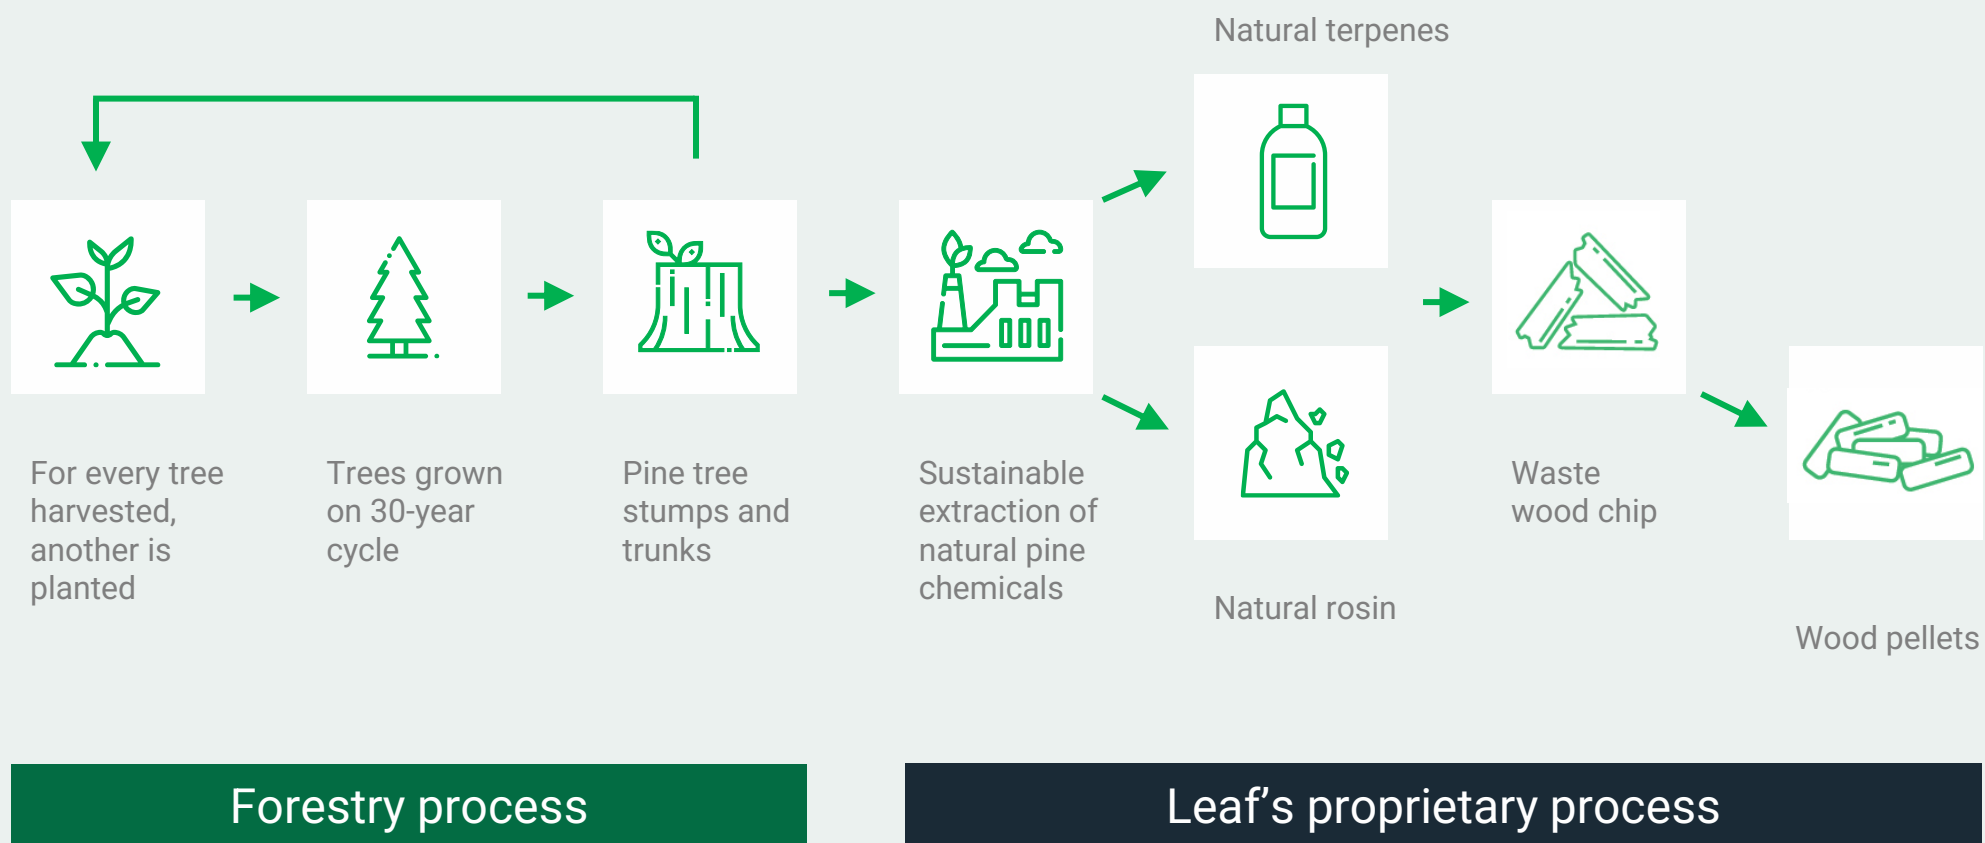 Natural terpenes
For every tree
harvested,
another is
planted
Trees grown
on 30-year
cycle
Pine tree
stumps and
trunks
Sustainable
extraction of
natural pine
chemicals
Natural rosin
Waste
wood chip
Wood pellets
Forestry process
Leaf’s proprietary process